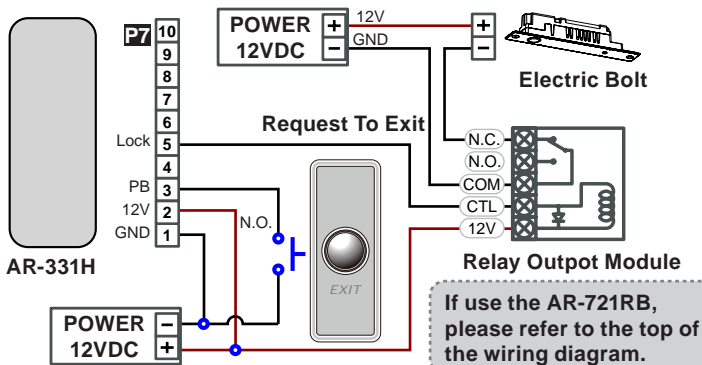 P7
10
9
8
7
6
Lock 5
4
PB 3
12V 2
GND 1
AR-331H
POWER + 12V
12VDC − GND
+
−
Electric Bolt
Request To Exit
N.O.
EXIT
N.C.
N.O.
COM
CTL
12V
Relay Outpot Module
POWER −
12VDC +
If use the AR-721RB,
please refer to the top of
the wiring diagram.